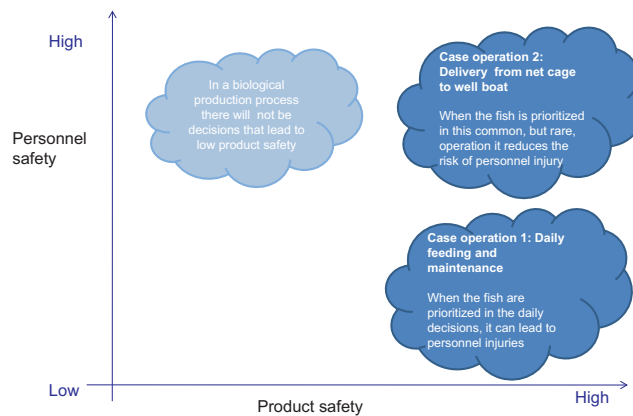 High
Personnel
safety
In a biological
production process
there will not be
decisions that lead to
low product safety
Case operation 2:
Delivery from net cage
to well boat
When the fish is prioritized
in this common, but rare,
operation it reduces the
risk of personnel injury
Case operation 1: Daily
feeding and
maintenance
When the fish are
prioritized in the daily
decisions, it can lead to
personnel injuries
Low
Product safety
High